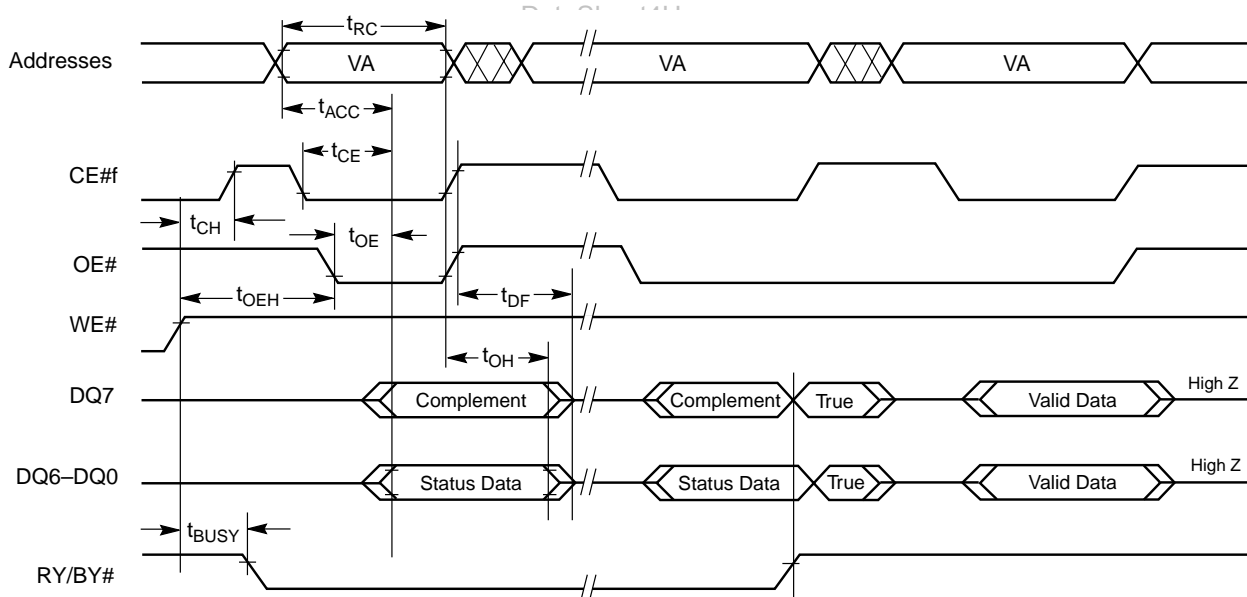 tRC
Addresses VA VA VA
tACC
tCE
CE#f
tCH
tOE
OE#
tOEH
tDF
WE#
tOH
DQ7 Complement Complement True Valid Data High Z
DQ6–DQ0 Status Data Status Data True Valid Data High Z
tBUSY
RY/BY#